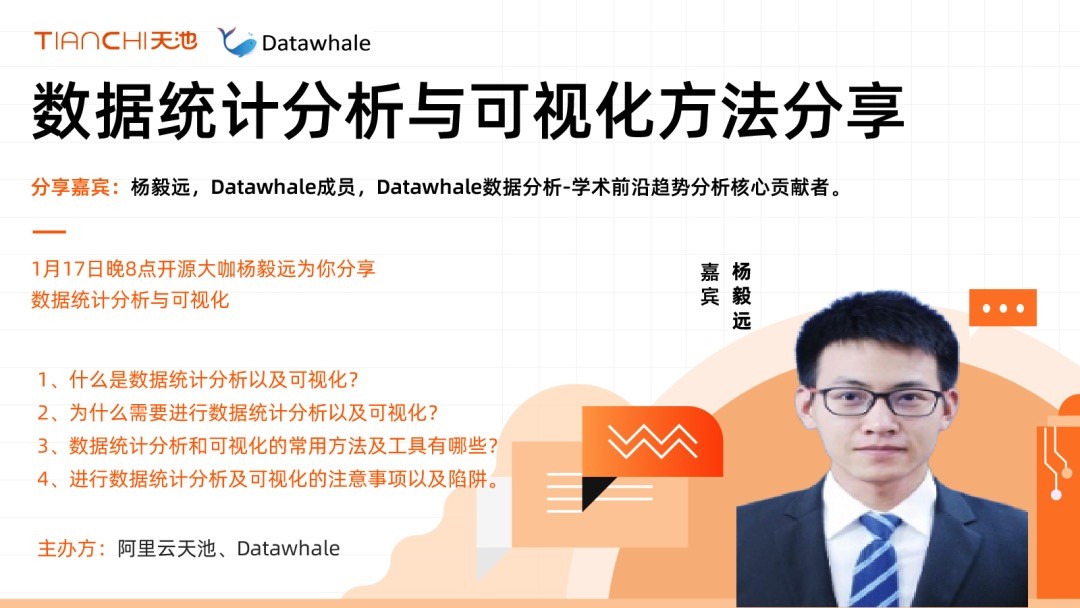 TIANCHI天池 Datawhale
数据统计分析与可视化方法分享
分享嘉宾：杨毅远，Datawhale成员，Datawhale数据分析-学术前沿趋势分析核心贡献者。
1月17日晚8点开源大咖杨毅远为你分享
数据统计分析与可视化
嘉宾
杨毅远
1、什么是数据统计分析以及可视化？
2、为什么需要进行数据统计分析以及可视化？
3、数据统计分析和可视化的常用方法及工具有哪些？
4、进行数据统计分析及可视化的注意事项以及陷阱。
主办方：阿里云天池、Datawhale